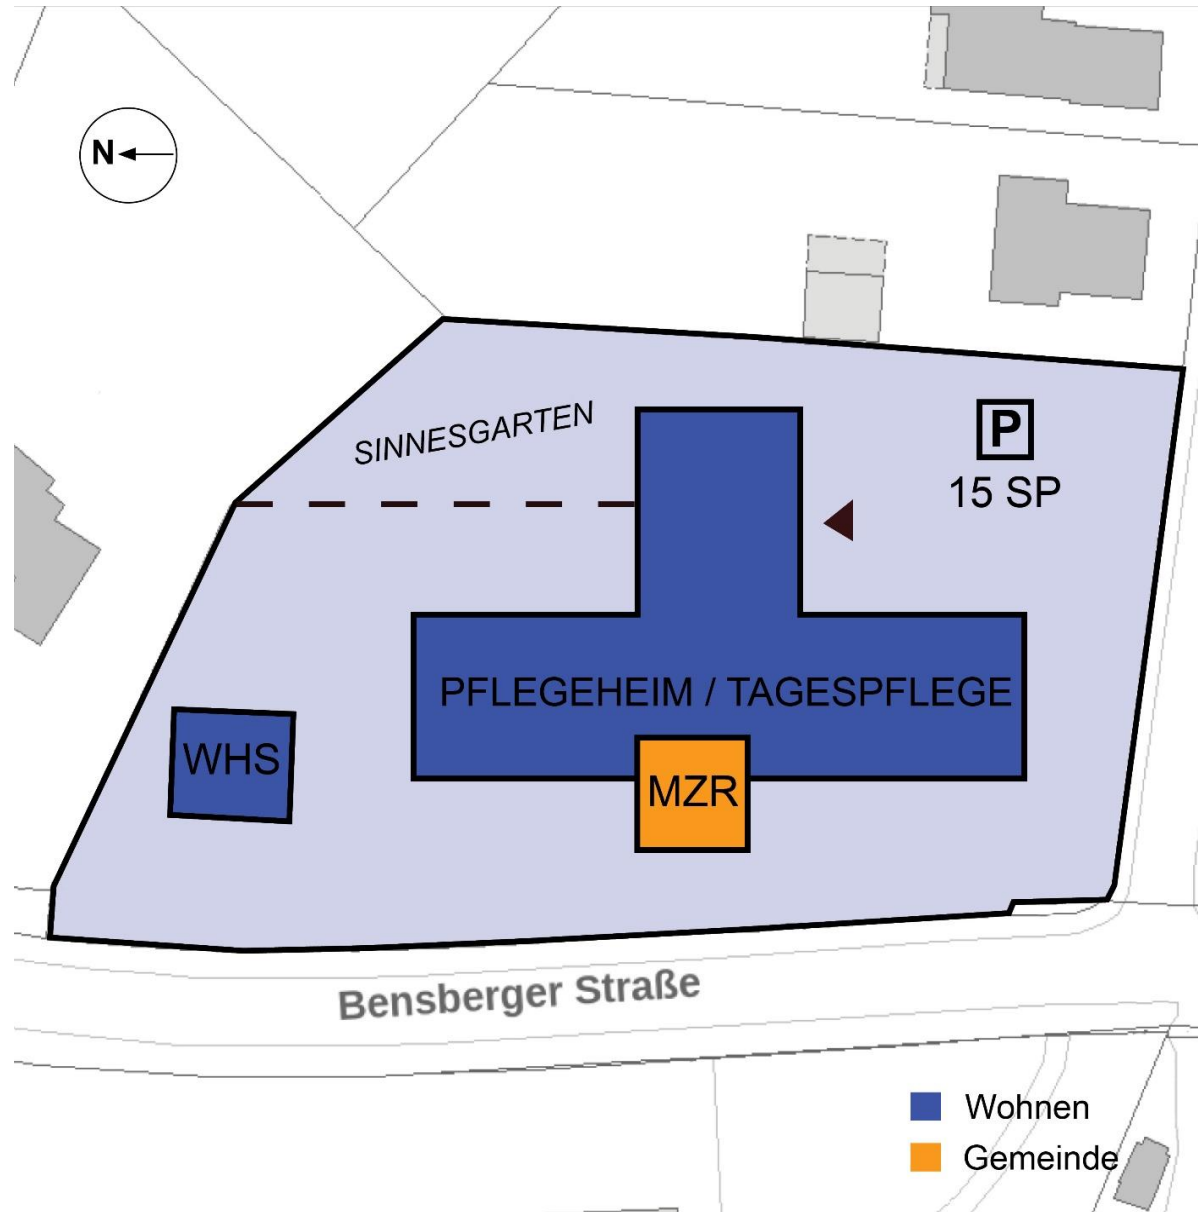 N
SINNESGARTEN
P
15 SP
PFLEGEHEIM / TAGESPFLEGE
WHS
MZR
Bensberger Straße
Wohnen
Gemeinde